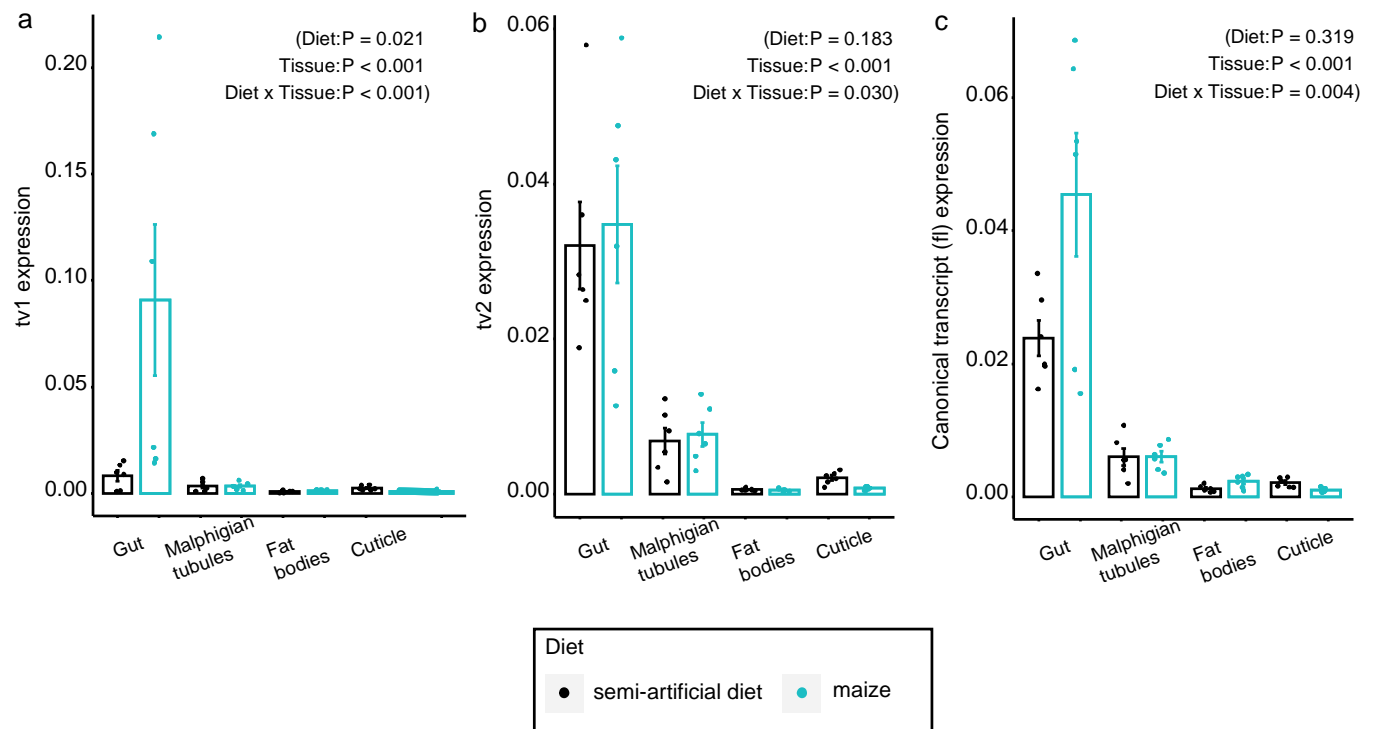 a
(Diet:P = 0.021
Tissue:P < 0.001
Diet x Tissue:P < 0.001)
tv1 expression
0.20
0.15
0.10
0.05
0.00
Gut
Malphigian
tubules
Fat
bodies
Cuticle
b
(Diet:P = 0.183
Tissue:P < 0.001
Diet x Tissue:P = 0.030)
tv2 expression
0.06
0.04
0.02
0.00
Gut
Malphigian
tubules
Fat
bodies
Cuticle
c
(Diet:P = 0.319
Tissue:P < 0.001
Diet x Tissue:P = 0.004)
Canonical transcript (fl) expression
0.06
0.04
0.02
0.00
Gut
Malphigian
tubules
Fat
bodies
Cuticle
Diet
semi-artificial diet
maize